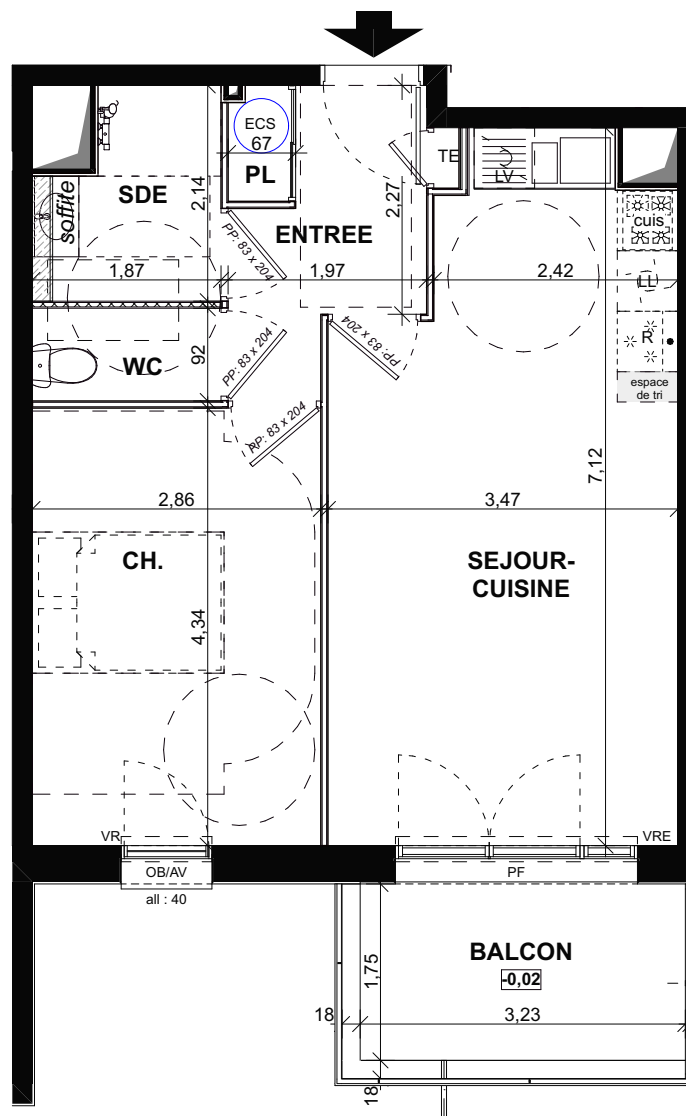 ECS
67
PL
TE
LV
SDE
soffite
2,14
ENTREE
2,27
cuis
PP: 83 x 204
1,87
1,97
2,42
LL
R
espace
de tri
WC
92
PP: 83 x 204
PP: 83 x 204
PP: 83 x 204
2,86
3,47
7,12
CH.
SEJOUR-
CUISINE
4,34
VR
VRE
OB/AV
PF
all : 40
BALCON
-0,02
1,75
18
3,23
18